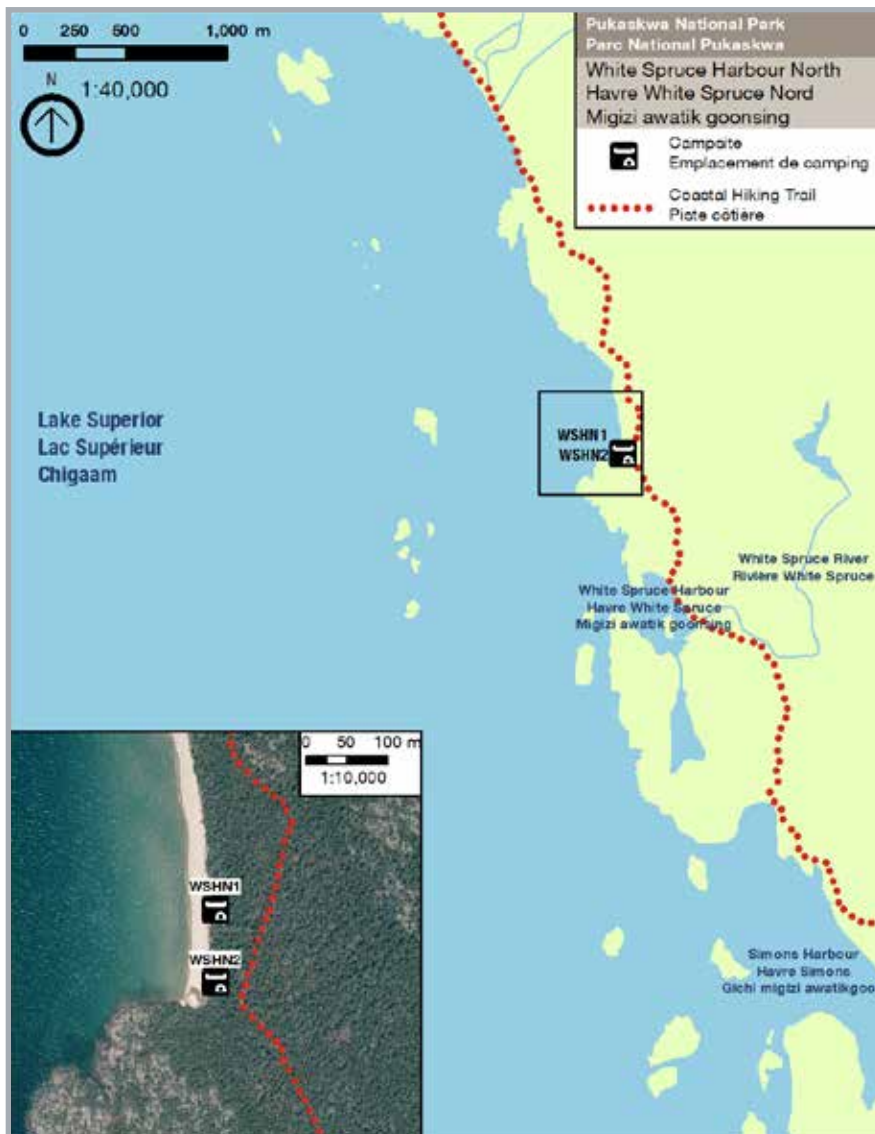 0 250 500 1,000 m
N
1:40,000
Pukaskwa National Park
Parc National Pukaskwa
White Spruce Harbour North
Havre White Spruce Nord
Migizi awatik goonsing
Campsite
Emplacement de camping
Coastal Hiking Trail
Piste côtière
Lake Superior
Lac Supérieur
Chigaam
WSHN1
WSHN2
White Spruce River
Rivière White Spruce
White Spruce Harbour
Havre White Spruce
Migizi awatik goonsing
0 50 100 m
1:10,000
WSHN1
WSHN2
Simons Harbour
Havre Simons
Gichi migizi awatikgoo